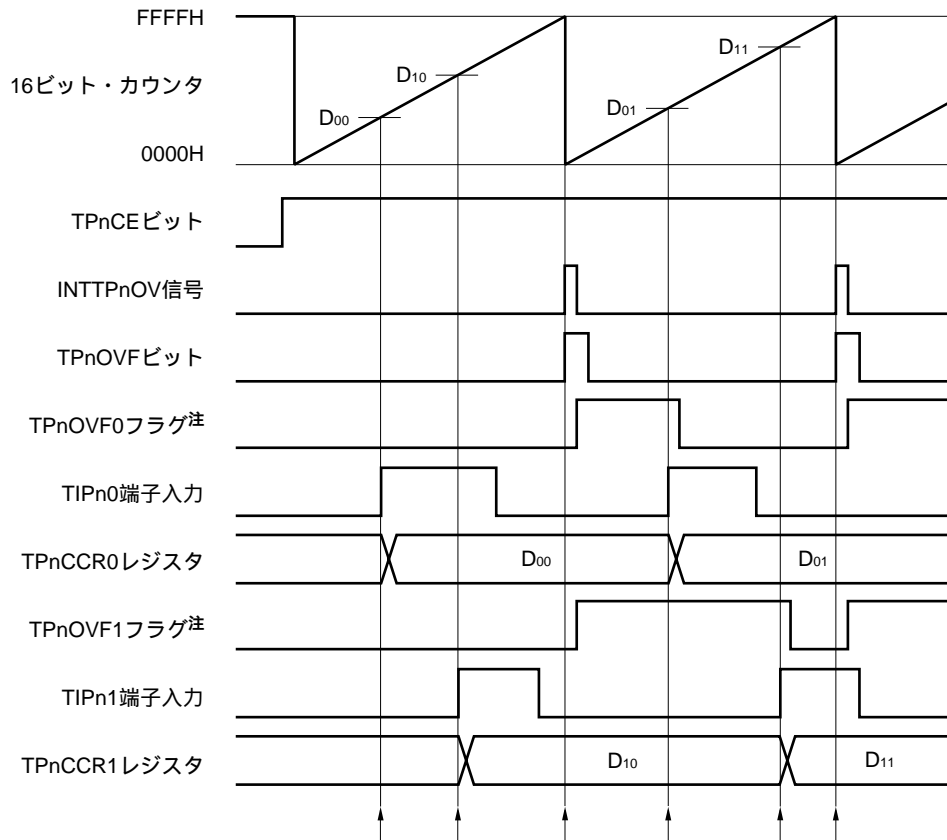 FFFFH
16ビット・カウンタ
0000H
D10
D00
D11
D01
TPnCEビット
INTTPnOV信号
TPnOVFビット
TPnOVF0フラグ注
TIPn0端子入力
TPnCCR0レジスタ
D00
D01
TPnOVF1フラグ注
TIPn1端子入力
TPnCCR1レジスタ
D10
D11